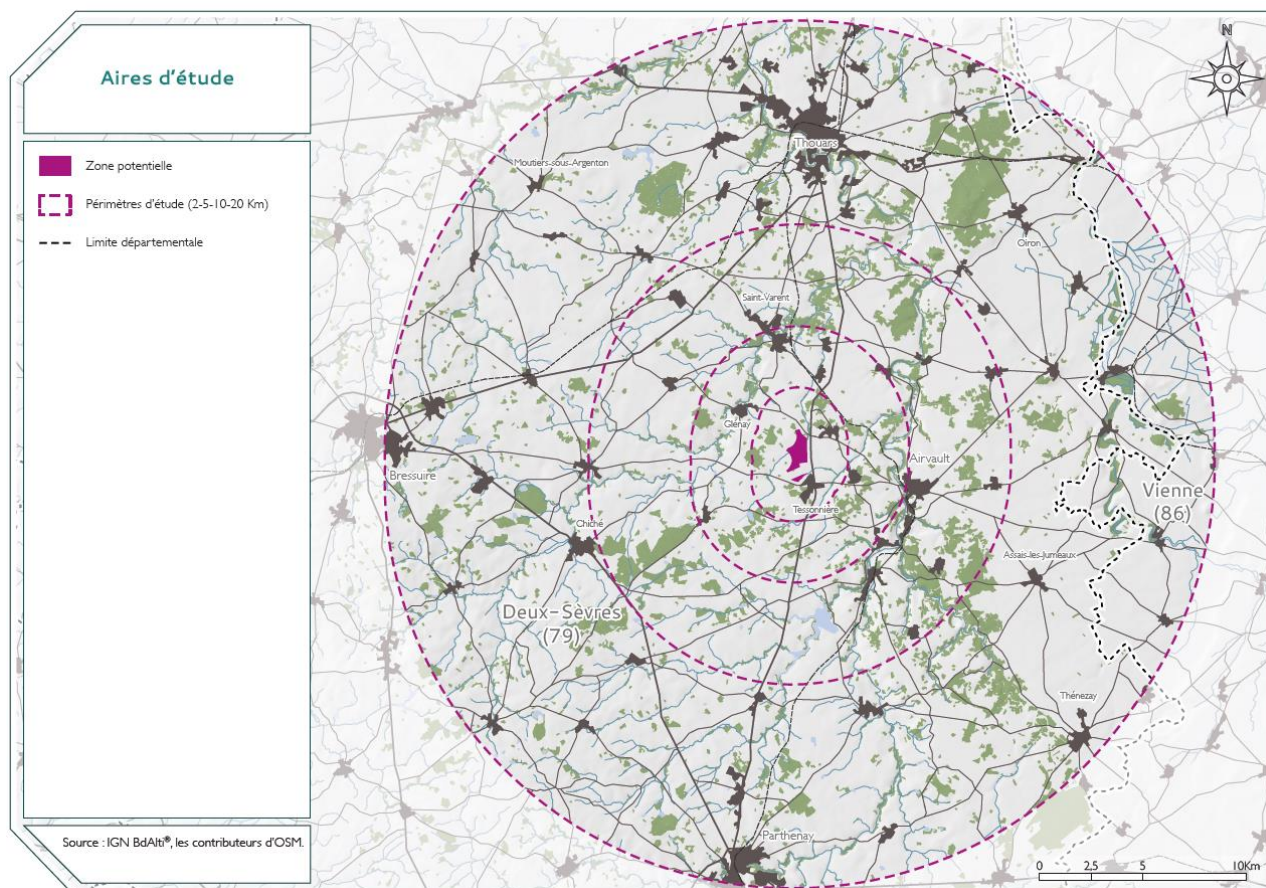 Aires d'étude
Zone potentielle
Périmètres d'étude (2-5-10-20 Km)
Limite départementale
Source : IGN BdAlti®, les contributeurs d'OSM.
N
Thouars
Moutiers-sous-Argenton
Oiron
Saint-Varent
Glénay
Airvault
Bressuire
Tessonnière
Vienne
(86)
Chiché
Assais-les-Jumeaux
Deux-Sèvres
(79)
Thénezay
Parthenay
0 2,5 5 10Km